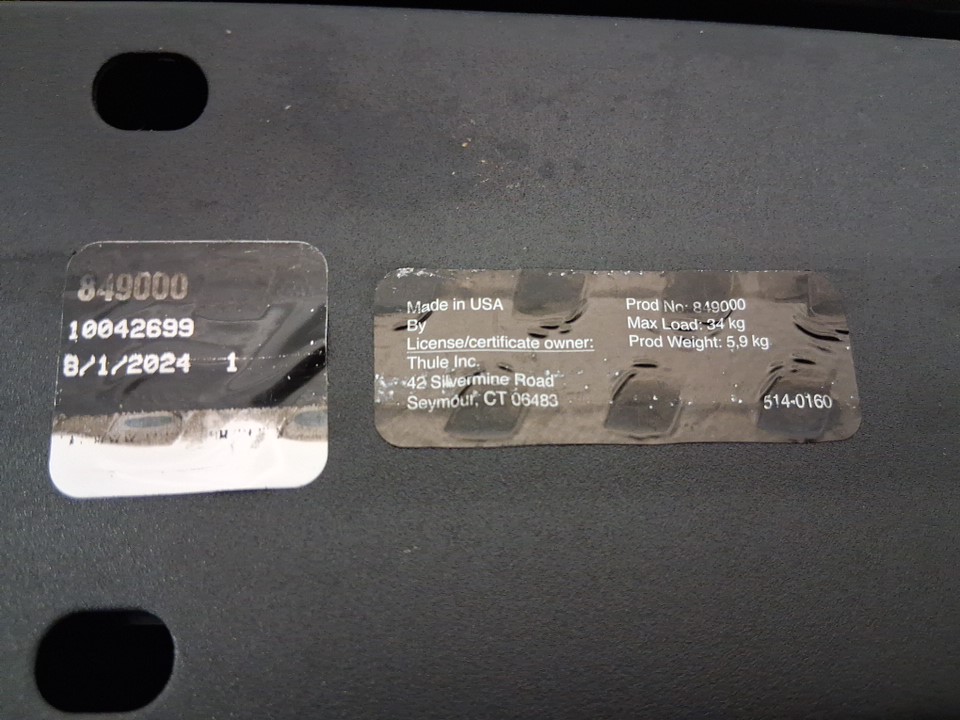 849000
10042699
8/1/2024 1
Made in USA
By
License/certificate owner:
Thule Inc.
42 Silvermine Road
Seymour, CT 06483
Prod No: 849000
Max Load: 34 kg
Prod Weight: 5,9 kg
514-0160